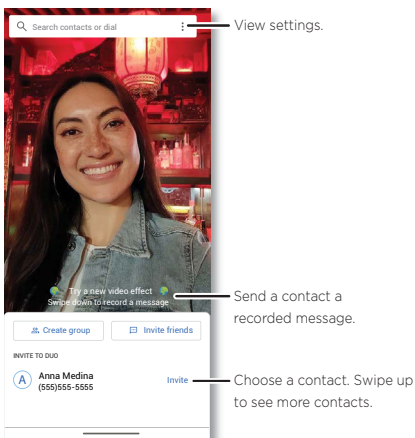 Search contacts or dial
View settings.
Try a new video effect
Swipe down to record a message
Send a contact a
recorded message.
Create group
Invite friends
INVITE TO DUO
A
Anna Medina
(555)555-5555
Invite
Choose a contact. Swipe up
to see more contacts.